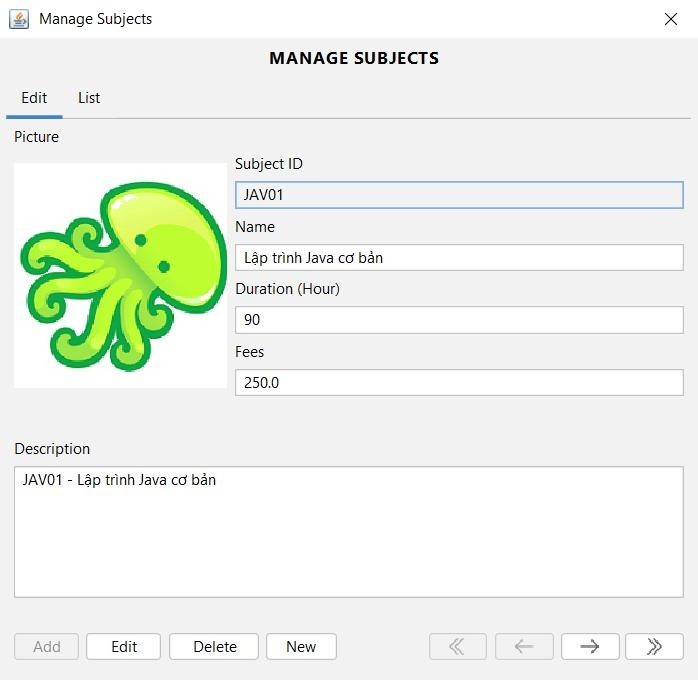 Manage Subjects
MANAGE SUBJECTS
Edit List
Picture
Subject ID
JAV01
Name
Lập trình Java cơ bản
Duration (Hour)
90
Fees
250.0
Description
JAV01 - Lập trình Java cơ bản
Add Edit Delete New